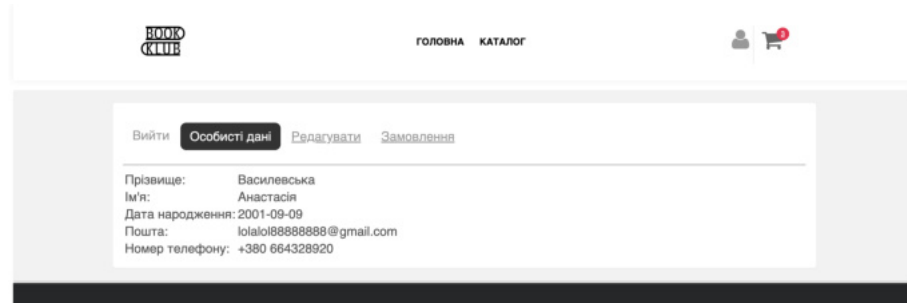 BOOK
KLUB
ГОЛОВНА КАТАЛОГ
Вийти Особисті дані Редагувати Замовлення
Прізвище: Василевська
Ім'я: Анастасія
Дата народження: 2001-09-09
Пошта: lolalol88888888@gmail.com
Номер телефону: +380 664328920